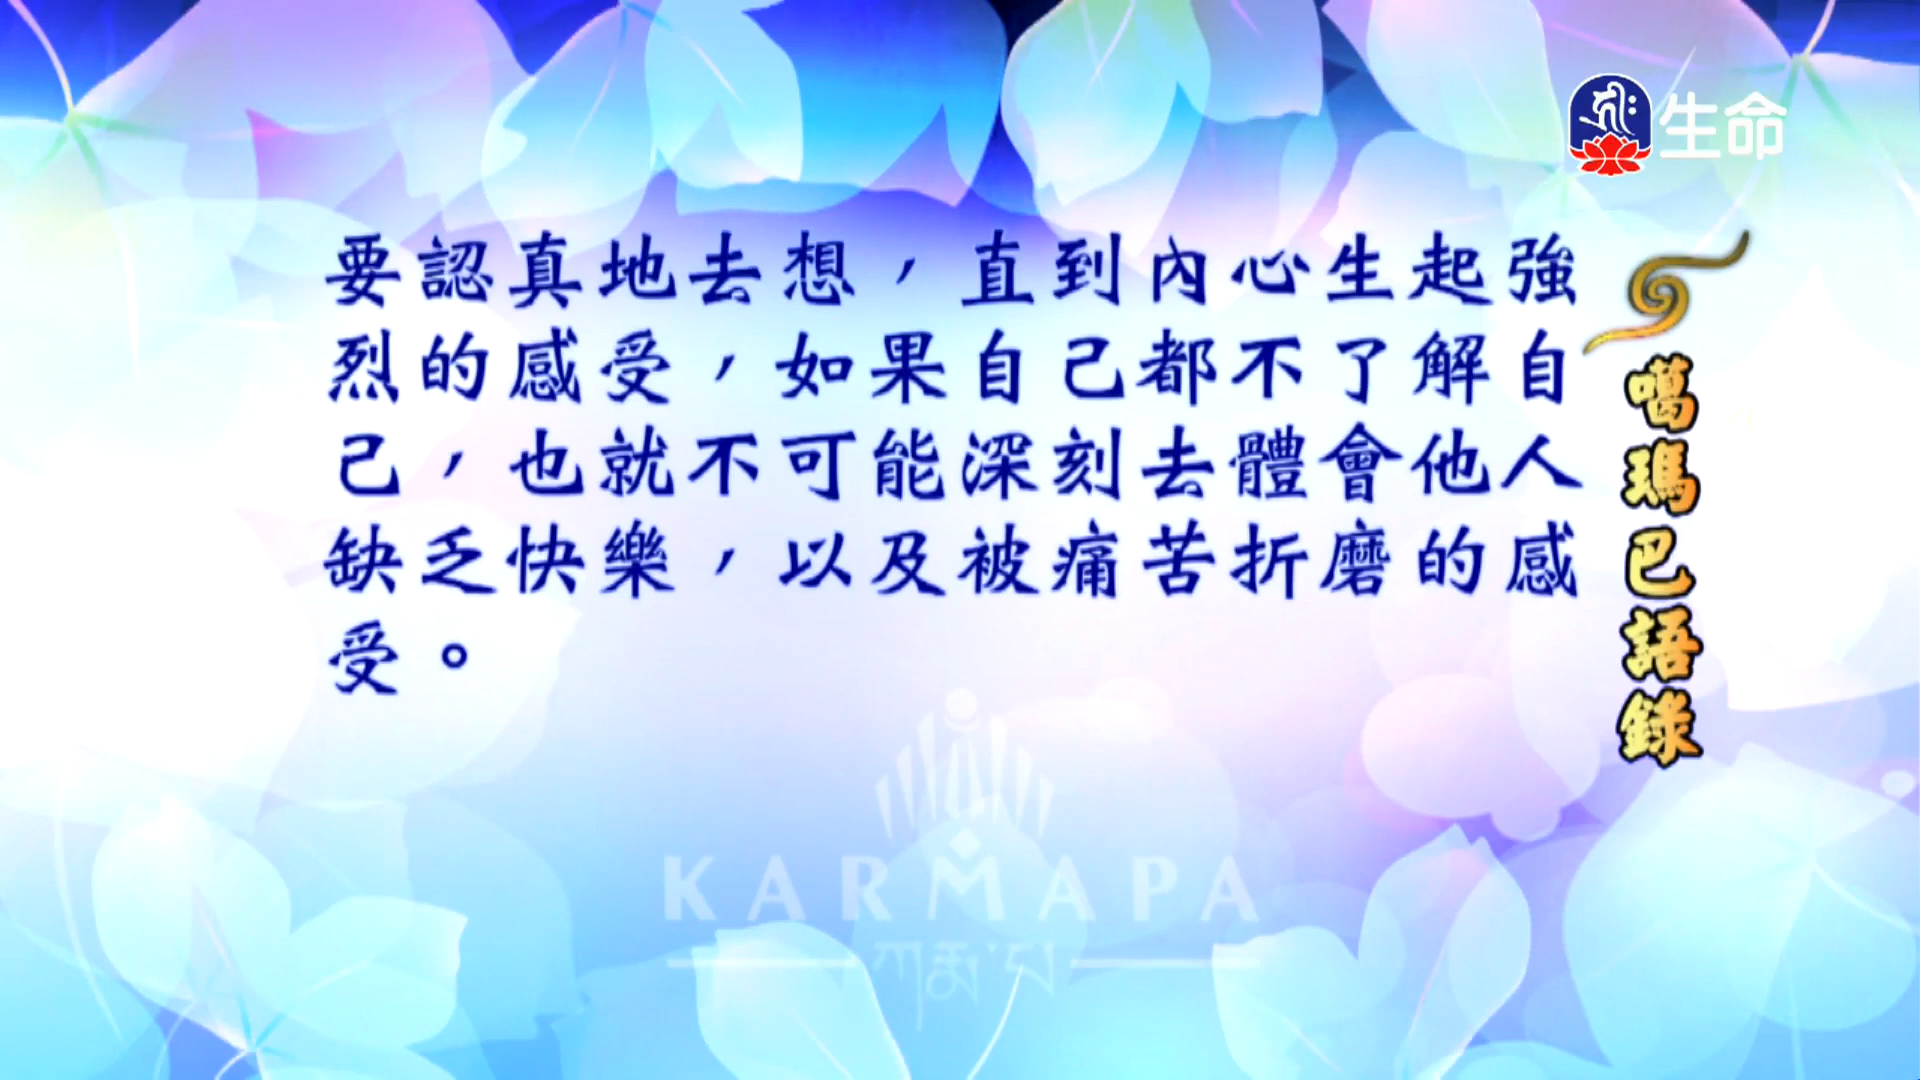 生命
要認真地去想，直到內心生起強
烈的感受，如果自己都不了解自
己，也就不可能深刻去體會他人
缺乏快樂，以及被痛苦折磨的感
受。
噶瑪巴語錄
KARMAPA